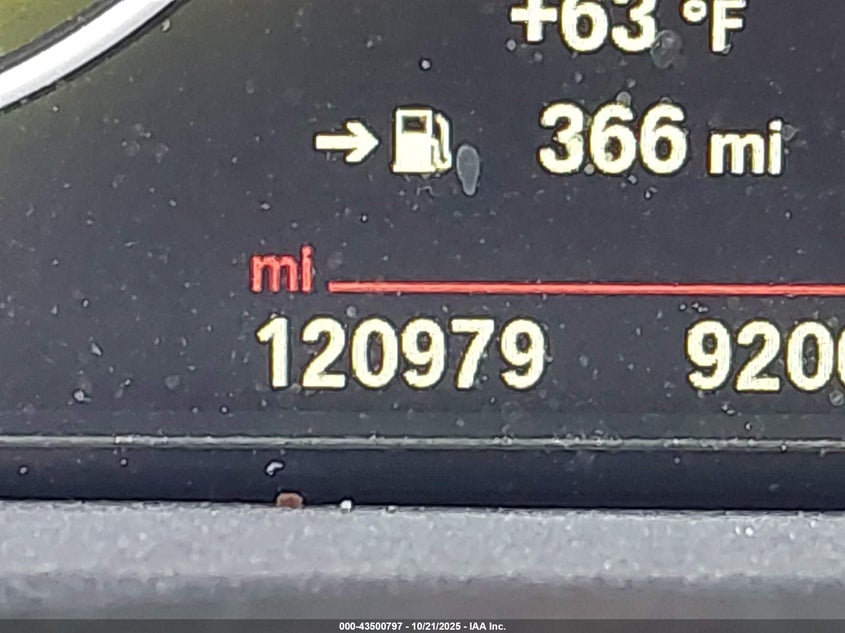 +63 °F
366 mi
mi
120979 920
000-43500797 - 10/21/2025 - IAA Inc.